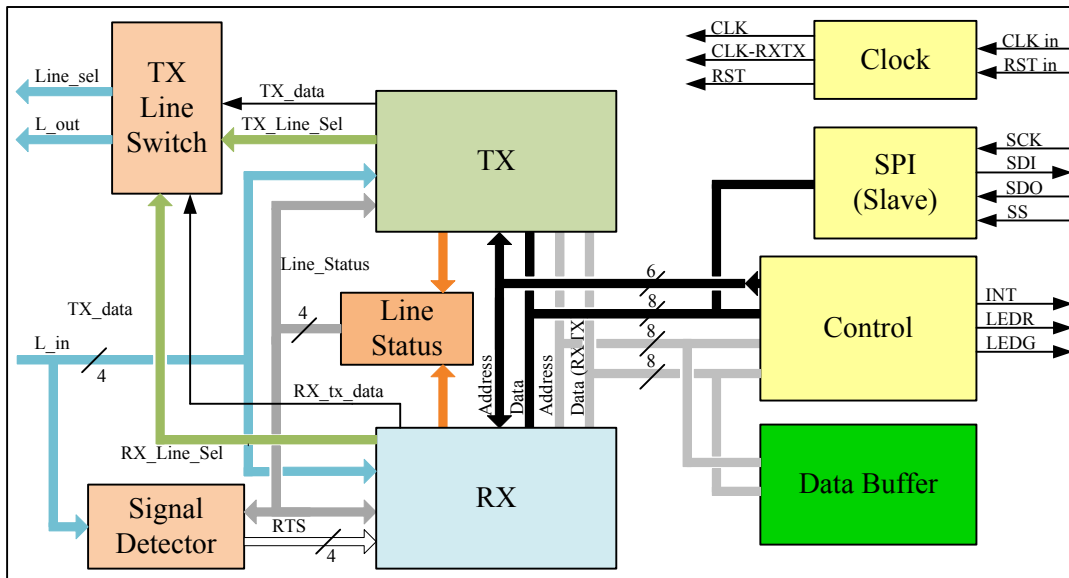 CLK
CLK-RXTX
RST
Clock
CLK in
RST in
Line_sel
L_out
TX
Line
Switch
TX_data
TX_Line_Sel
TX
SPI
(Slave)
SCK
SDI
SDO
SS
Line_Status
4
Line
Status
6
8
8
8
Control
INT
LEDR
LEDG
TX_data
L_in
4
RX_tx_data
Address
Data
Address
Data (RXTX
RX_Line_Sel
RX
Data Buffer
Signal
Detector
RTS
4